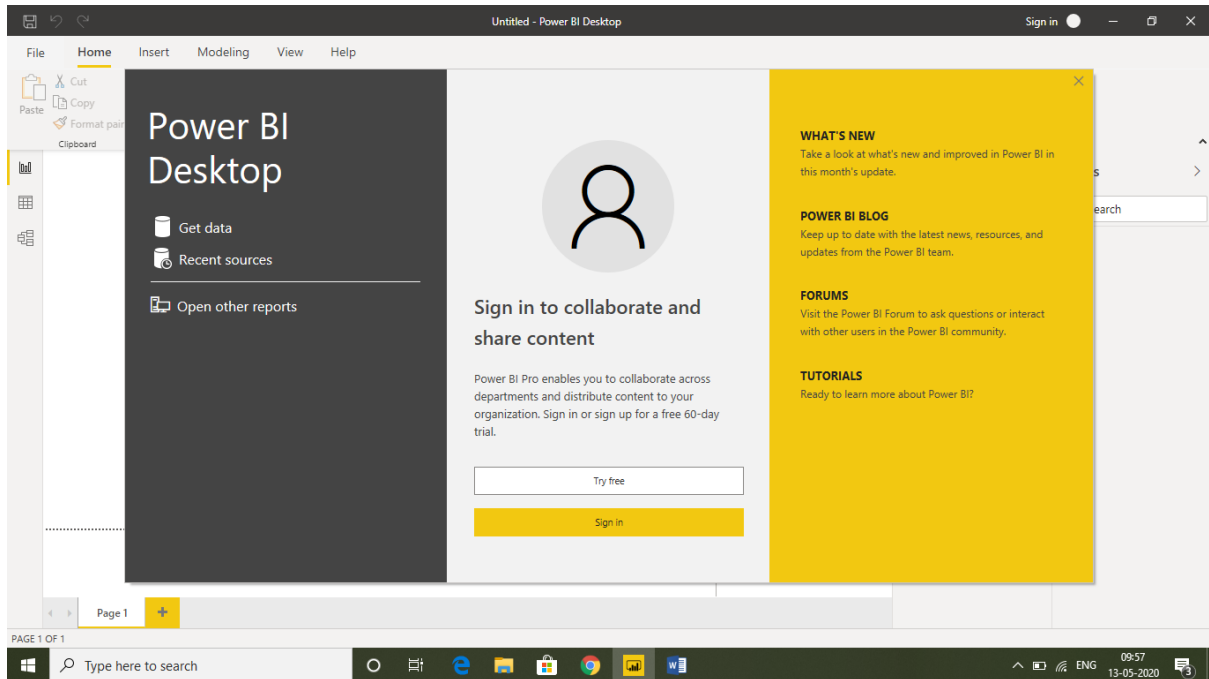 Untitled - Power BI Desktop
Sign in
File Home Insert Modeling View Help
Paste
Cut
Copy
Format pain
Clipboard
Power BI
Desktop
Get data
Recent sources
Open other reports
Sign in to collaborate and
share content
Power BI Pro enables you to collaborate across
departments and distribute content to your
organization. Sign in or sign up for a free 60-day
trial.
Try free
Sign in
WHAT'S NEW
Take a look at what's new and improved in Power BI in
this month's update.
POWER BI BLOG
Keep up to date with the latest news, resources, and
updates from the Power BI team.
FORUMS
Visit the Power BI Forum to ask questions or interact
with other users in the Power BI community.
TUTORIALS
Ready to learn more about Power BI?
s
earch
Page 1
PAGE 1 OF 1
Type here to search
ENG
09:57
13-05-2020
3